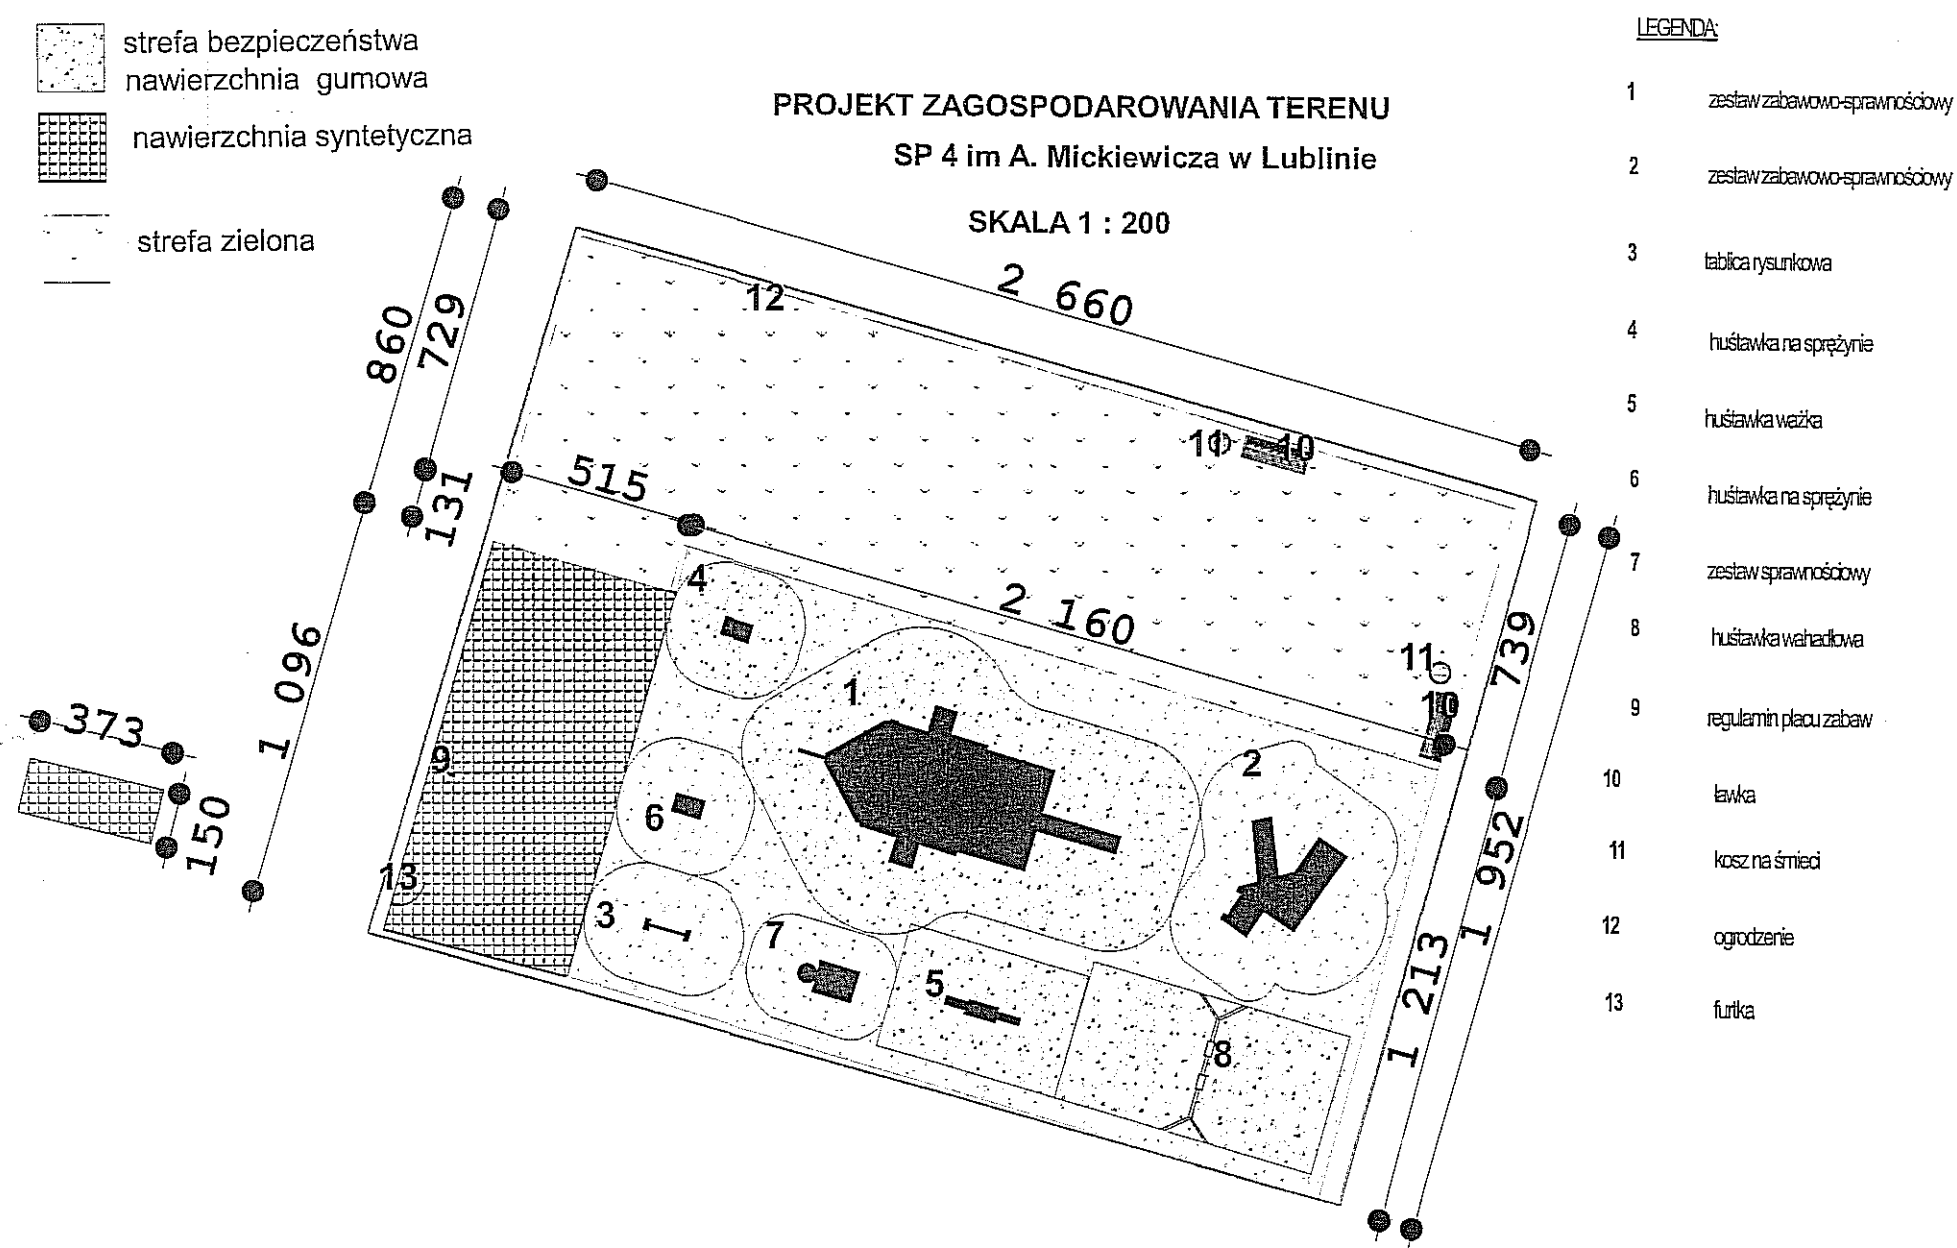 strefa bezpieczeństwa
nawierzchnia gumowa
nawierzchnia syntetyczna
strefa zielona
PROJEKT ZAGOSPODAROWANIA TERENU
SP 4 im A. Mickiewicza w Lublinie
SKALA 1 : 200
LEGENDA:
1 zestaw zabawowo-sprawnościowy
2 zestaw zabawowo-sprawnościowy
3 tablica rysunkowa
4 huśtawka na sprężynie
5 huśtawka ważka
6 huśtawka na sprężynie
7 zestaw sprawnościowy
8 huśtawka wahadłowa
9 regulamin placu zabaw
10 ławka
11 kosz na śmieci
12 ogrodzenie
13 furtka
2 660
12
860
729
11 10
131
515
4
2 160
739
11
10
1
2
1 096
373
9
150
6
13
3
7
5
8
1 952
1 213